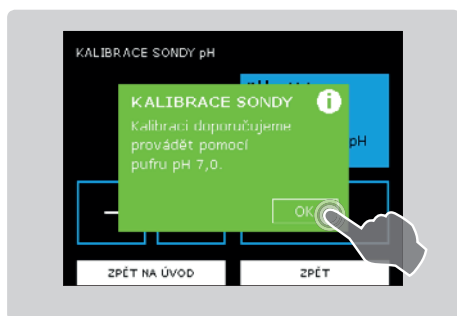 KALIBRACE SONDY pH
KALIBRACE SONDY
Kalibraci doporučujeme
provádět pomocí
pufru pH 7,0.
pH
OK
ZPĚT NA ÚVOD
ZPĚT